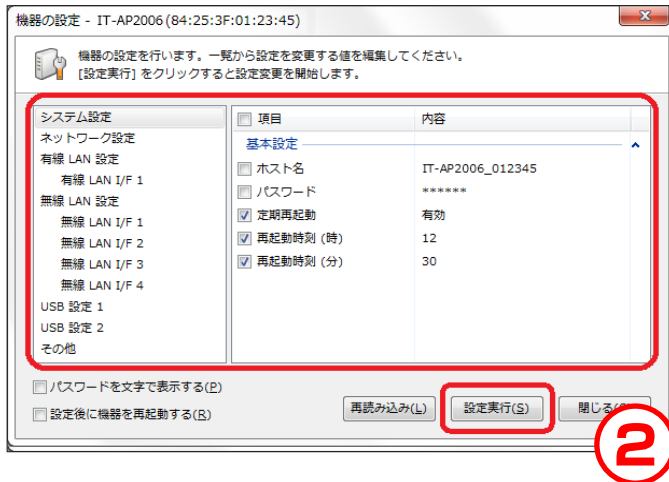 機器の設定 - IT-AP2006 (84:25:3F:01:23:45)
機器の設定を行います。一覧から設定を変更する値を編集してください。
[設定実行] をクリックすると設定変更を開始します。
システム設定
ネットワーク設定
有線 LAN 設定
有線 LAN I/F 1
無線 LAN 設定
無線 LAN I/F 1
無線 LAN I/F 2
無線 LAN I/F 3
無線 LAN I/F 4
USB 設定 1
USB 設定 2
その他
項目 内容
基本設定
ホスト名 IT-AP2006_012345
パスワード ******
定期再起動 有効
再起動時刻 (時) 12
再起動時刻 (分) 30
パスワードを文字で表示する(P)
設定後に機器を再起動する(R)
再読み込み(L) 設定実行(S) 閉じる
2